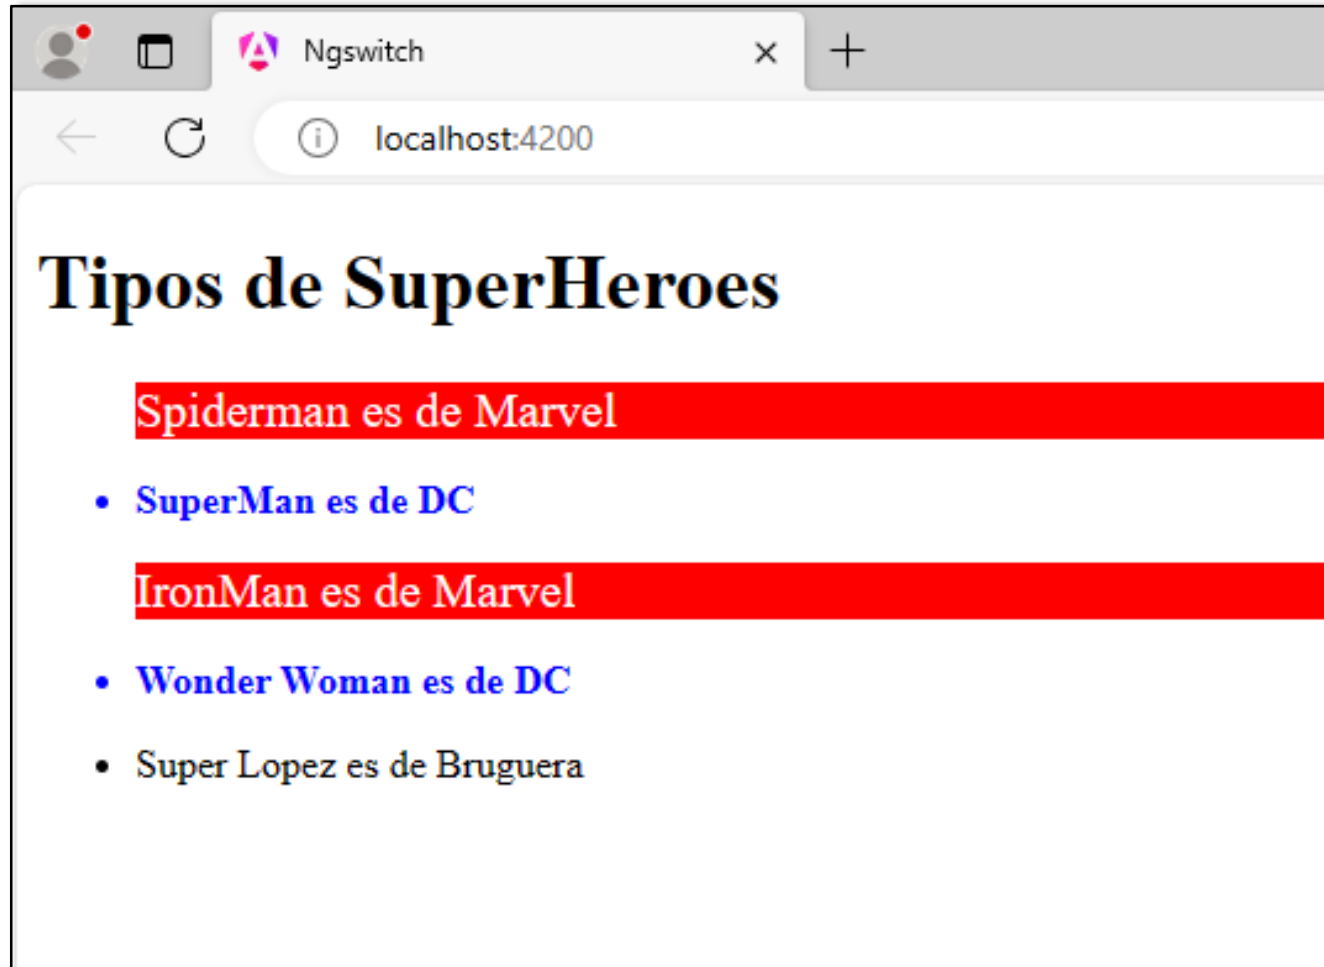 Ngswitch
localhost:4200
Tipos de SuperHeroes
Spiderman es de Marvel
SuperMan es de DC
IronMan es de Marvel
Wonder Woman es de DC
Super Lopez es de Bruguera